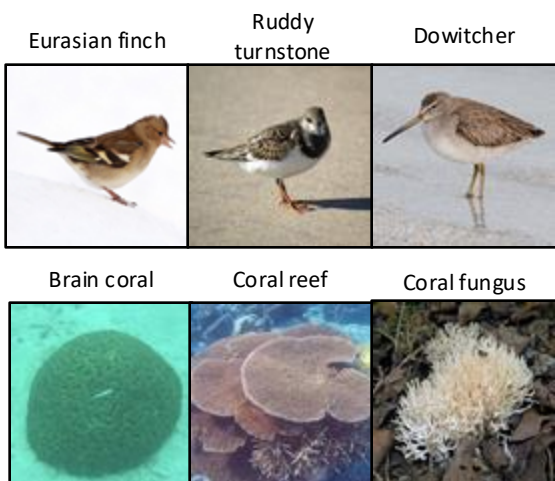 Eurasian finch
Ruddy
turnstone
Dowitcher
Brain coral
Coral reef
Coral fungus